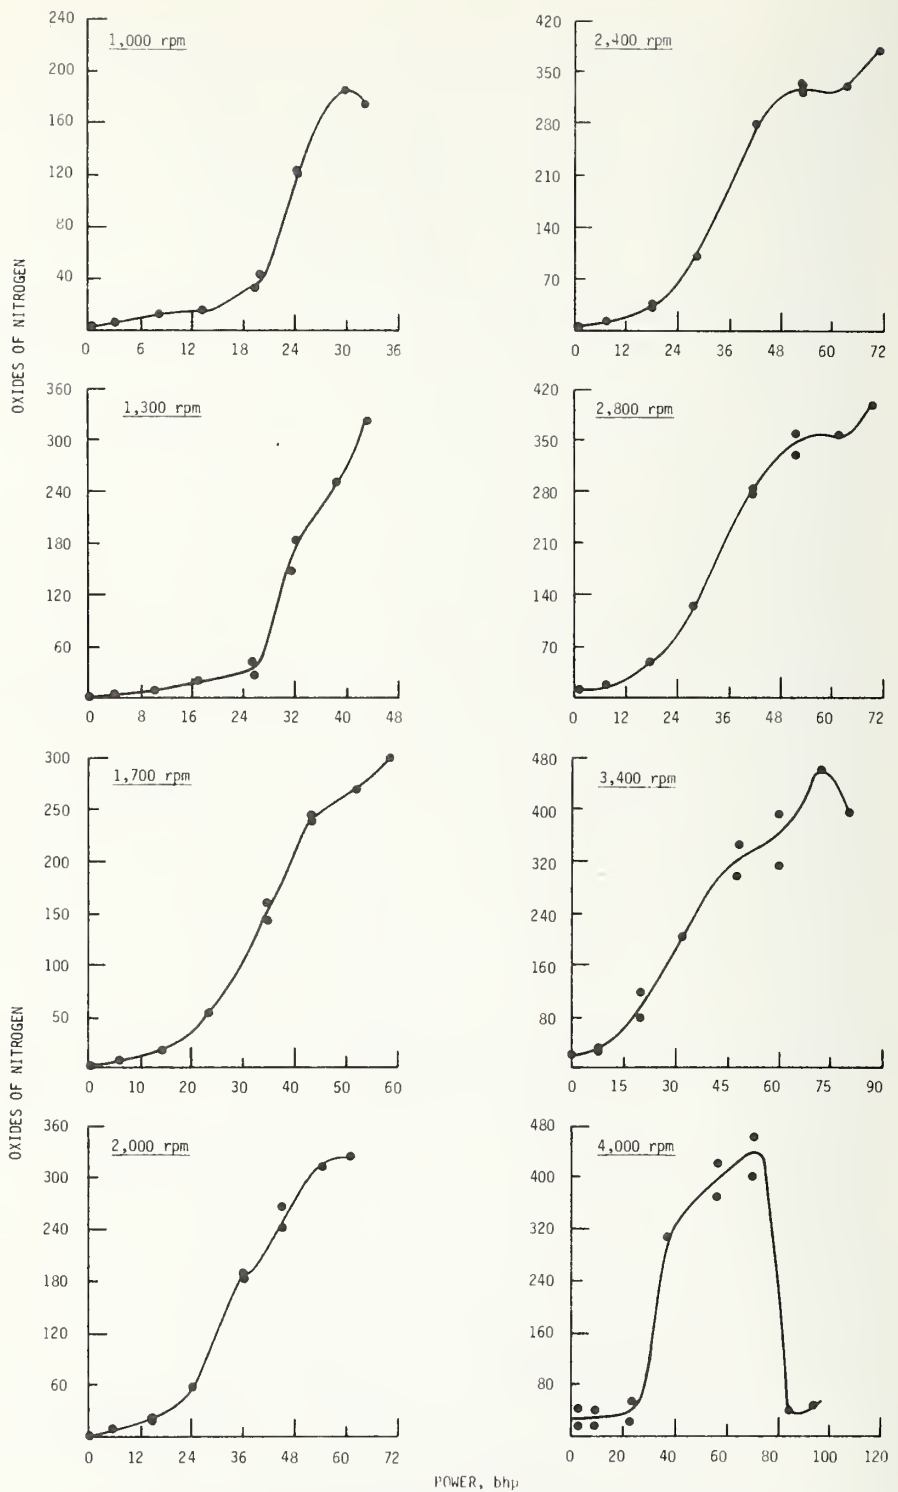 OXIDES OF NITROGEN
1,000 rpm
240
200
160
120
80
40
0 6 12 18 24 30 36
2,400 rpm
420
350
280
210
140
70
0 12 24 36 48 60 72
1,300 rpm
360
300
240
180
120
60
0 8 16 24 32 40 48
2,800 rpm
420
350
280
210
140
70
0 12 24 36 48 60 72
OXIDES OF NITROGEN
1,700 rpm
300
250
200
150
100
50
0 10 20 30 40 50 60
3,400 rpm
480
400
320
240
160
80
0 15 30 45 60 75 90
2,000 rpm
360
300
240
180
120
60
0 12 24 36 48 60 72
4,000 rpm
480
400
320
240
160
80
0 20 40 60 80 100 120
POWER, bhp